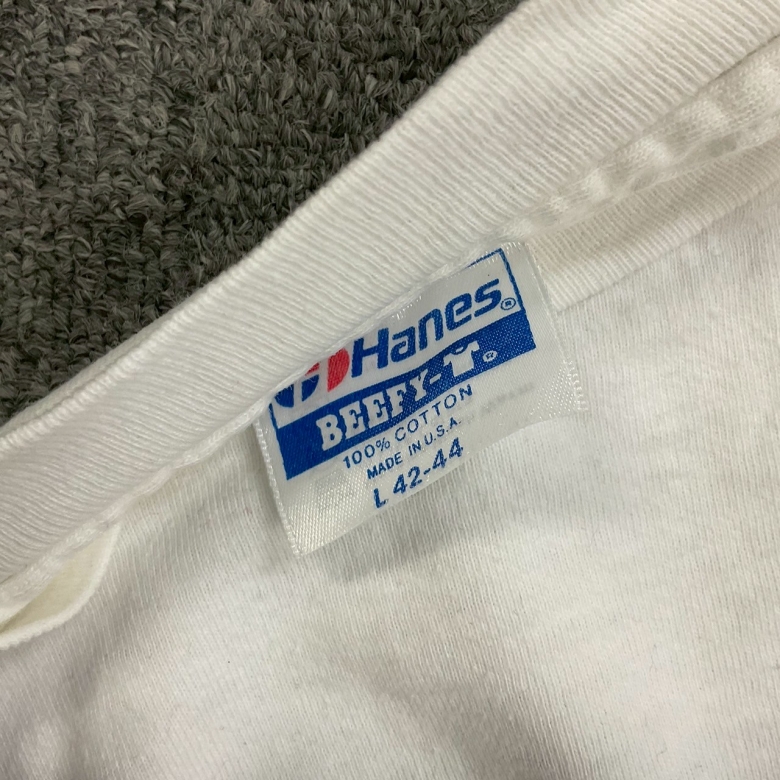 Hanes®
BEEFY-T®
100% COTTON
MADE IN U.S.A.
L 42-44